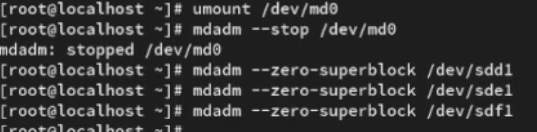 [root@localhost ~]# umount /dev/md0
[root@localhost ~]# mdadm --stop /dev/md0
mdadm: stopped /dev/md0
[root@localhost ~]# mdadm --zero-superblock /dev/sdd1
[root@localhost ~]# mdadm --zero-superblock /dev/sde1
[root@localhost ~]# mdadm --zero-superblock /dev/sdf1
[root@localhost ~]#